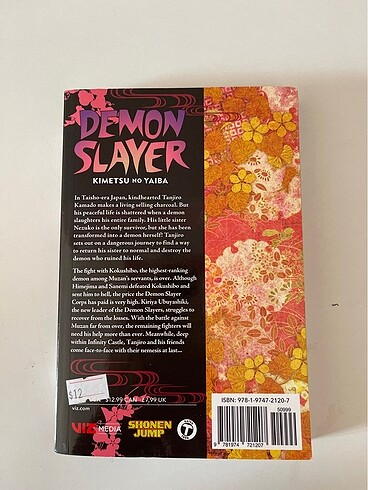 DEMON
SLAYER
KIMETSU NO YAIBA
In Taisho-era Japan, kindhearted Tanjiro
Kamado makes a living selling charcoal. But
his peaceful life is shattered when a demon
slaughters his entire family. His little sister
Nezuko is the only survivor, but she has been
transformed into a demon herself! Tanjiro
sets out on a dangerous journey to find a way
to return his sister to normal and destroy the
demon who ruined his life.
The fight with Kokushibo, the highest-ranking
demon among Muzan's servants, is over. Although
Himejima and Sanemi defeated Kokushibo and
sent him to hell, the price the Demon Slayer
Corps has paid is very high. Kiriya Ubuyashiki,
the new leader of the Demon Slayers, struggles to
recover from the losses. With the battle against
Muzan far from over, the remaining fighters will
need his help more than ever. Meanwhile, deep
within Infinity Castle, Tanjiro and his friends
come face-to-face with their nemesis at last...
$12
$12.99 CAN £7.99 UK
viz.com
VIZ MEDIA
SHONEN
JUMP
T
ISBN: 978-1-9747-2120-7
50999
9 781974 721207